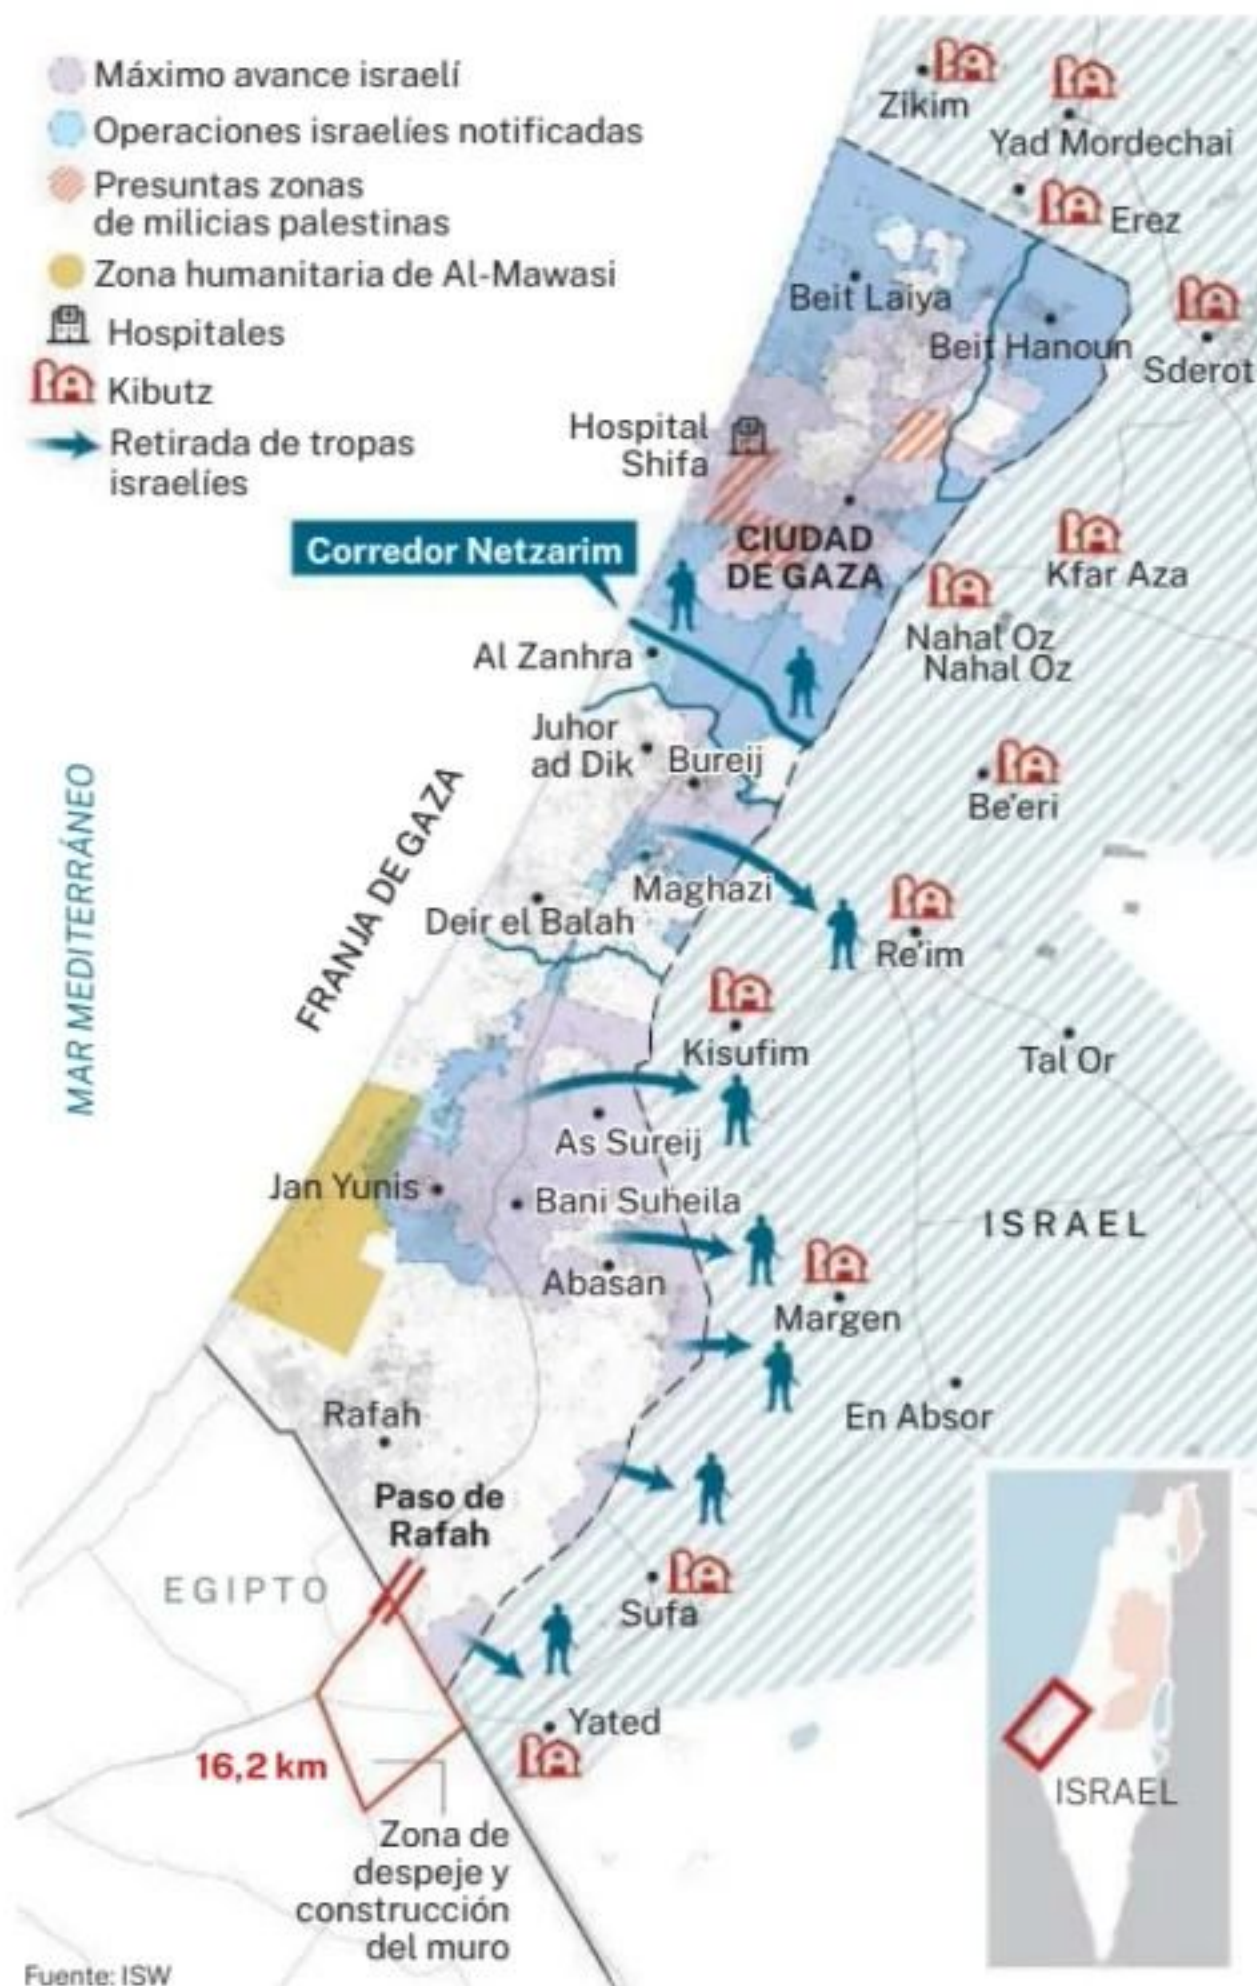 Máximo avance israelí
Operaciones israelíes notificadas
Presuntas zonas
de milicias palestinas
Zona humanitaria de Al-Mawasi
Hospitales
Kibutz
Retirada de tropas
israelíes
Zikim
Yad Mordechai
Erez
Beit Laiya
Beit Hanoun
Sderot
Hospital
Shifa
Corredor Netzarim
CIUDAD
DE GAZA
Kfar Aza
Nahal Oz
Nahal Oz
Al Zanhra
Juhor
ad Dik
Bureij
Be'eri
MAR MEDITERRÁNEO
FRANJA DE GAZA
Maghazi
Deir el Balah
Re'im
Kisufim
Tal Or
As Sureij
Jan Yunis
Bani Suheila
ISRAEL
Abasan
Margen
Rafah
En Absor
Paso de
Rafah
EGIPTO
Sufa
Yated
16,2 km
ISRAEL
Zona de
despeje y
construcción
del muro
Fuente: ISW